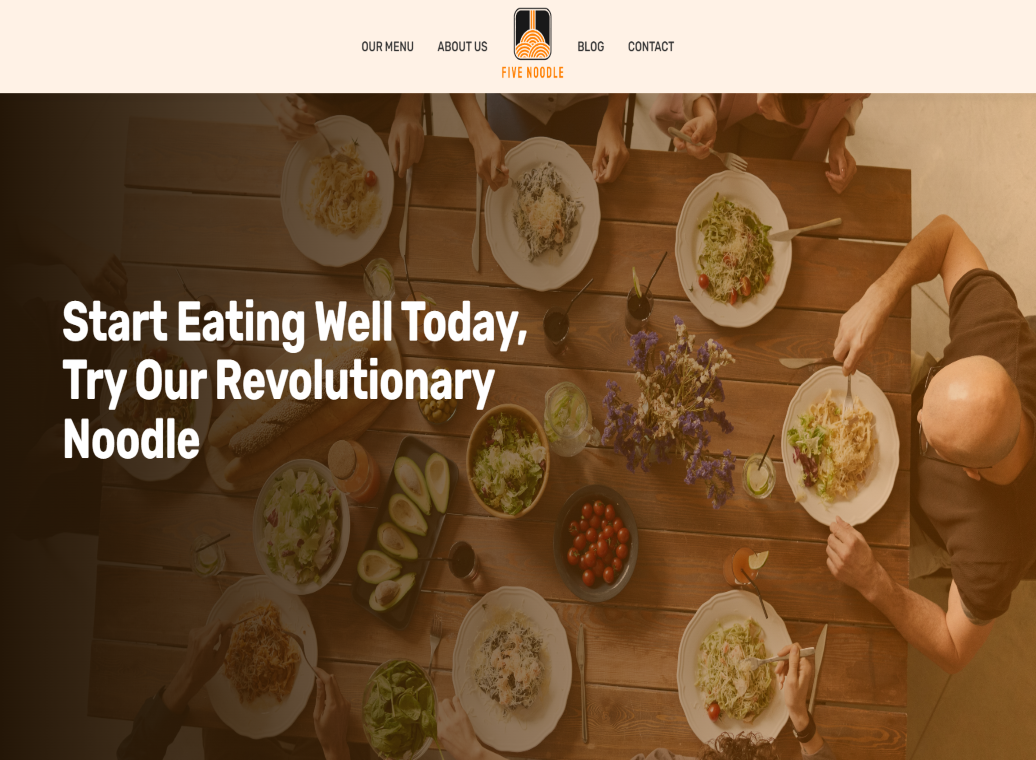 OUR MENU
ABOUT US
FIVE NOODLE
BLOG
CONTACT
Start Eating Well Today,
Try Our Revolutionary
Noodle